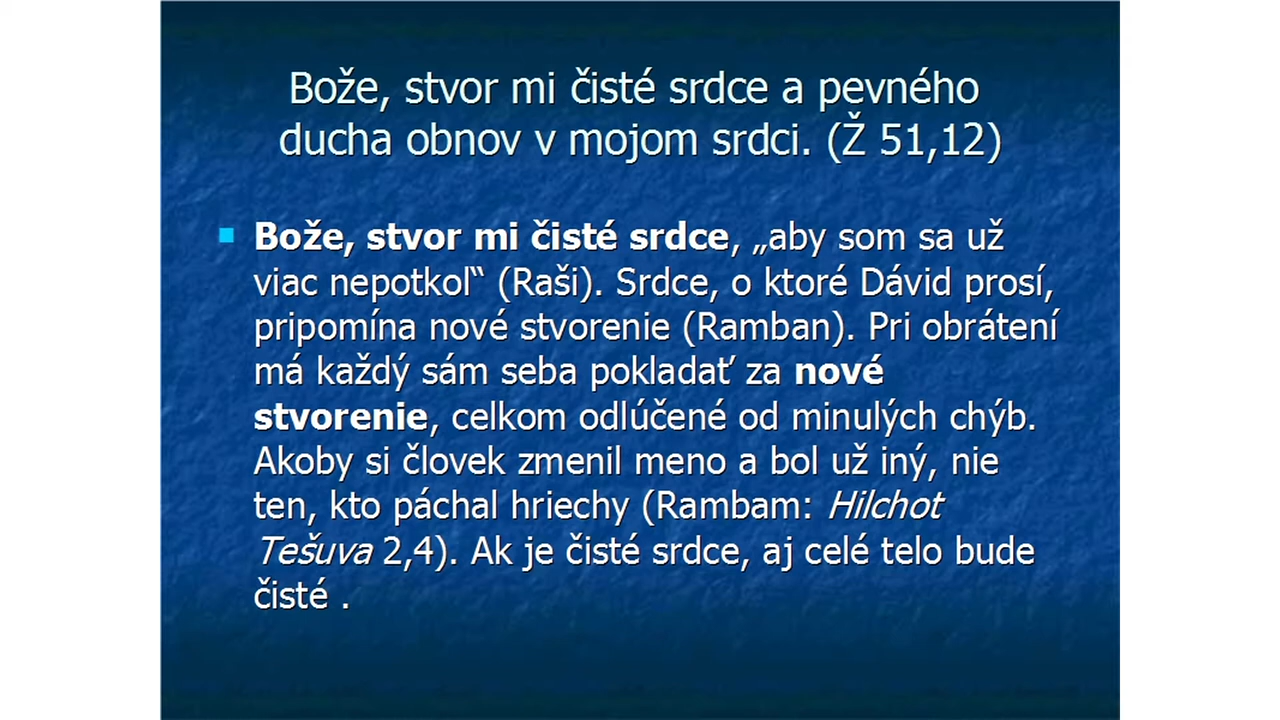 Bože, stvor mi čisté srdce a pevného
ducha obnov v mojom srdci. (Ž 51,12)
Bože, stvor mi čisté srdce, „aby som sa už
viac nepotkol“ (Raši). Srdce, o ktoré Dávid prosí,
pripomína nové stvorenie (Ramban). Pri obrátení
má každý sám seba pokladať za nové
stvorenie, celkom odlúčené od minulých chýb.
Akoby si človek zmenil meno a bol už iný, nie
ten, kto páchal hriechy (Rambam: Hilchot
Tešuva 2,4). Ak je čisté srdce, aj celé telo bude
čisté .